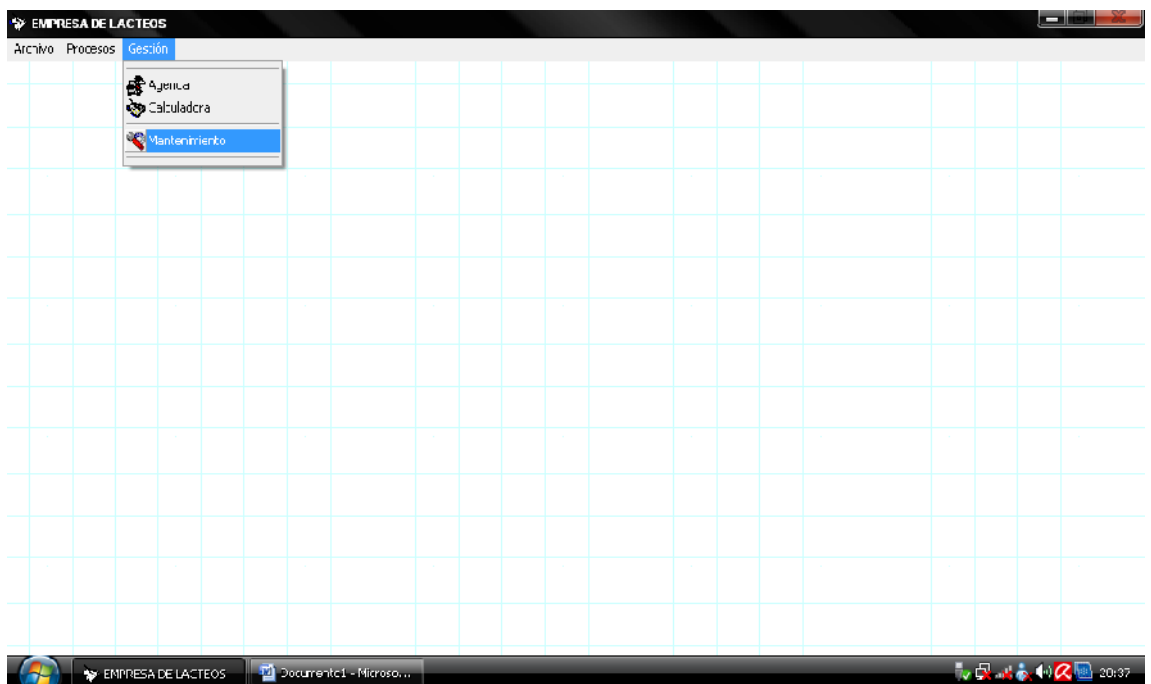 EMPRESA DE LACTEOS
Archivo Procesos Gestión
Agenda
Calculadora
Mantenimiento
EMPRESA DE LACTEOS Documento1 - Microso... 20:37